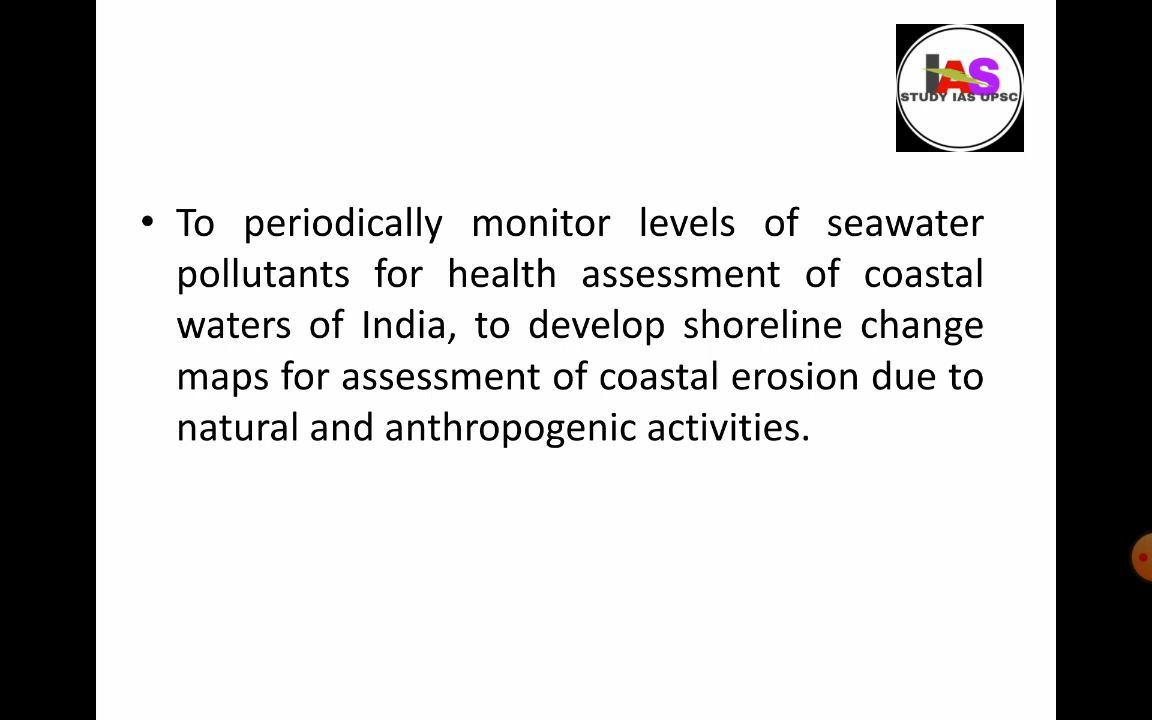 IAS
STUDY IAS UPSC
• To periodically monitor levels of seawater
pollutants for health assessment of coastal
waters of India, to develop shoreline change
maps for assessment of coastal erosion due to
natural and anthropogenic activities.